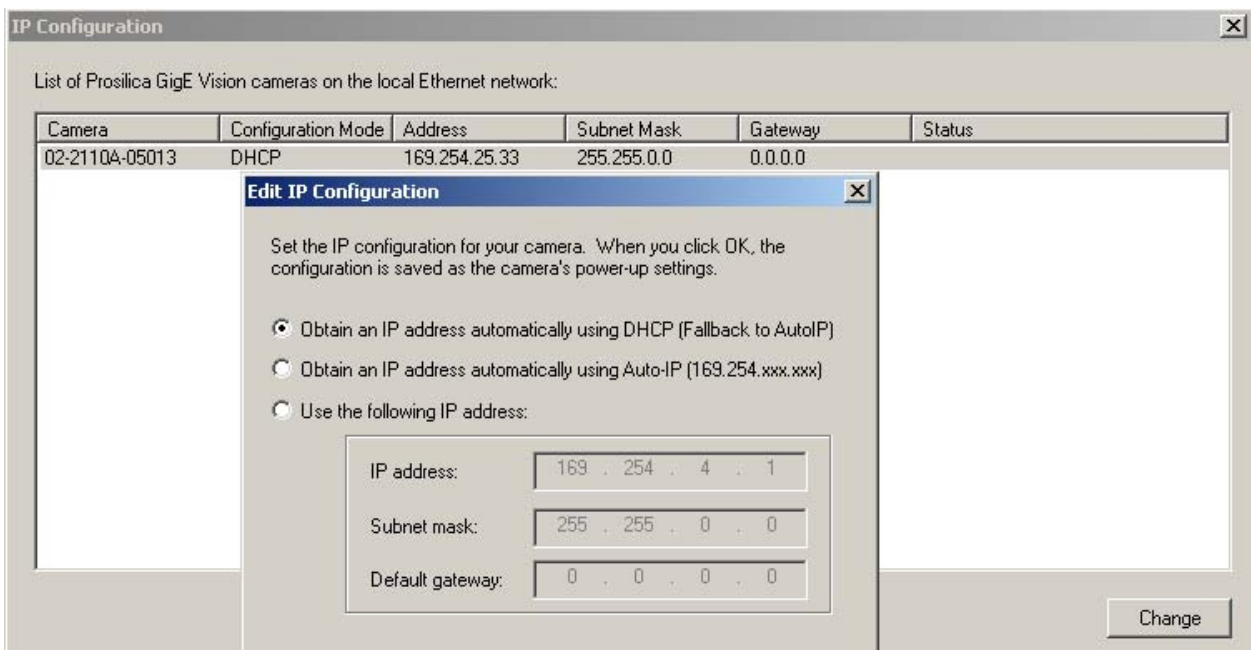 IP Configuration
List of Prosilica GigE Vision cameras on the local Ethernet network:
Camera Configuration Mode Address Subnet Mask Gateway Status
02-2110A-05013 DHCP 169.254.25.33 255.255.0.0 0.0.0.0
Edit IP Configuration
Set the IP configuration for your camera. When you click OK, the
configuration is saved as the camera's power-up settings.
Obtain an IP address automatically using DHCP (Fallback to AutoIP)
Obtain an IP address automatically using Auto-IP (169.254.xxx.xxx)
Use the following IP address:
IP address: 169 . 254 . 4 . 1
Subnet mask: 255 . 255 . 0 . 0
Default gateway: 0 . 0 . 0 . 0
Change